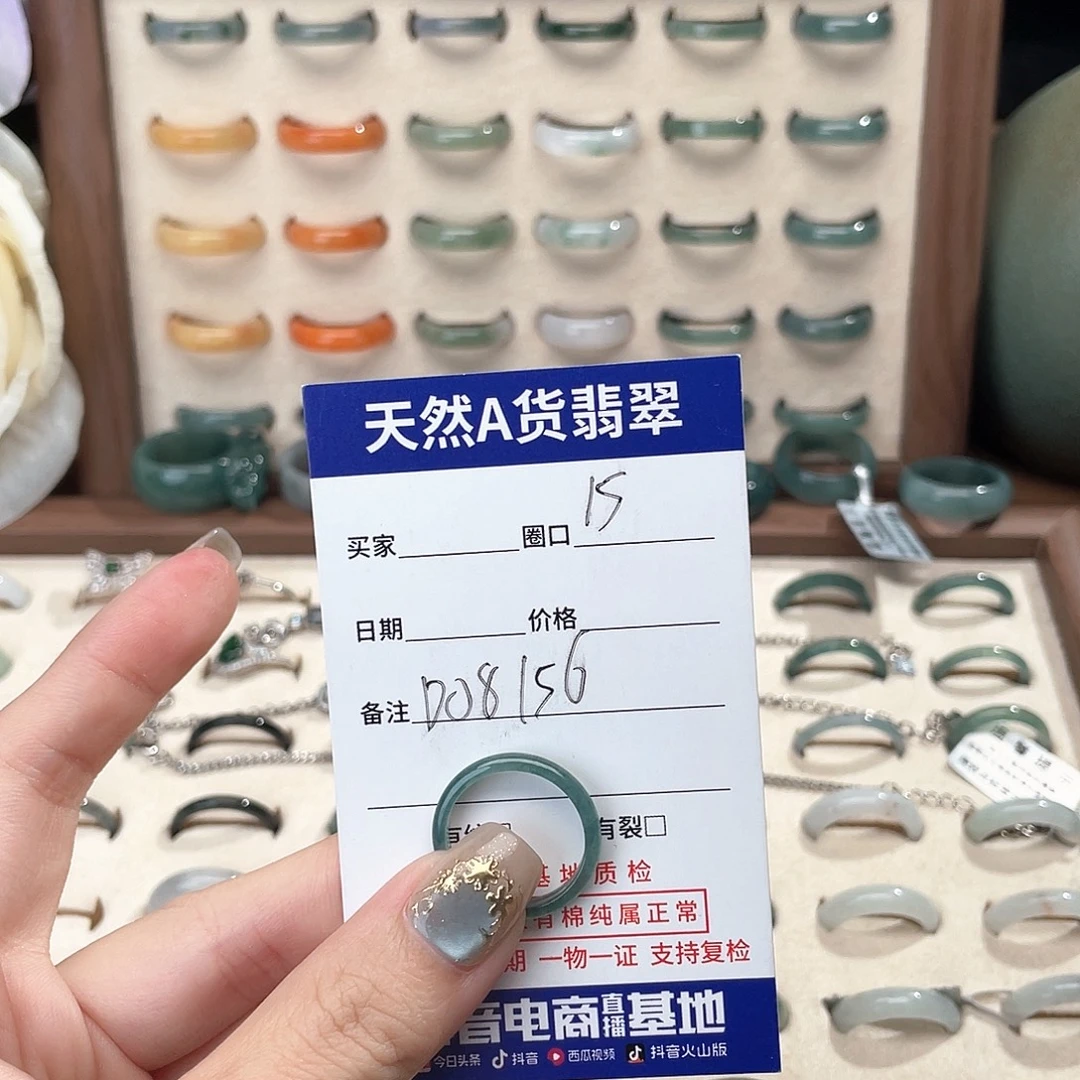 天然A货翡翠
买家 圈口 15
日期 价格
备注 D08156
有裂□
基地质检
有棉纯属正常
期 一物一证 支持复检
音电商直播基地
今日头条 抖音 西瓜视频 抖音火山版